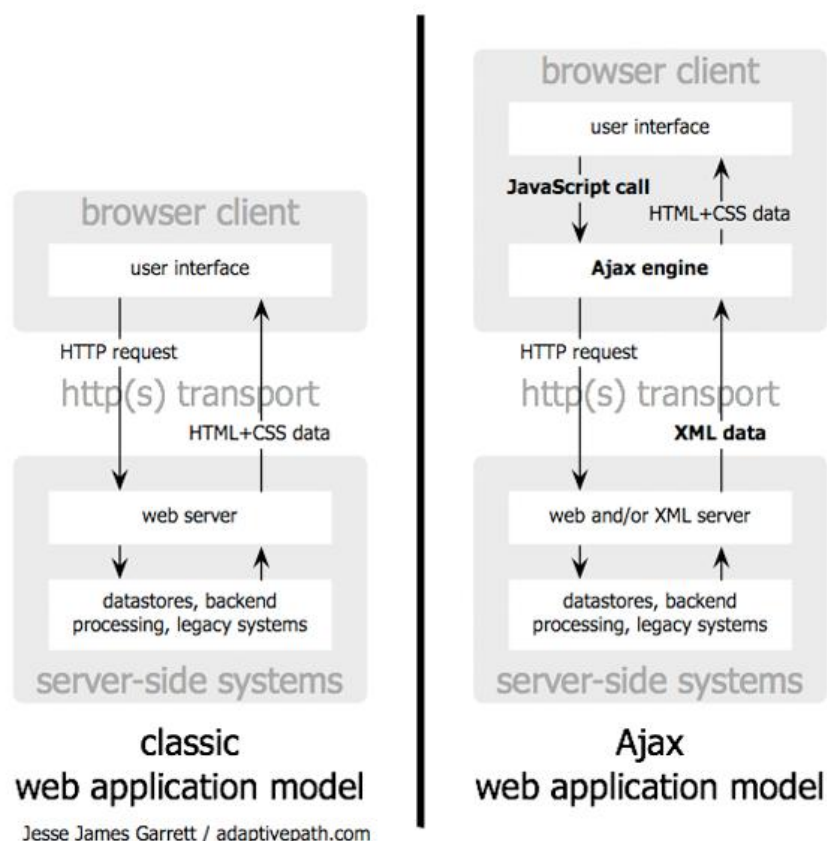 browser client
user interface
HTTP request
http(s) transport
HTML+CSS data
web server
datastores, backend
processing, legacy systems
server-side systems
classic
web application model
Jesse James Garrett / adaptivepath.com
browser client
user interface
JavaScript call
HTML+CSS data
Ajax engine
HTTP request
http(s) transport
XML data
web and/or XML server
datastores, backend
processing, legacy systems
server-side systems
Ajax
web application model